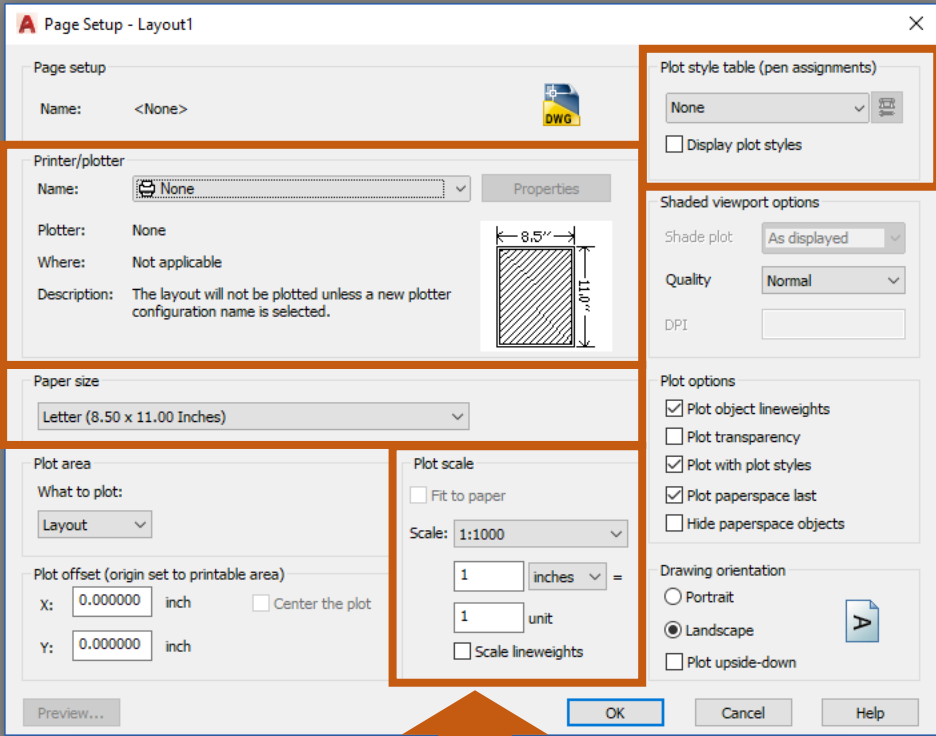 Page Setup - Layout1
Page setup
Name: <None>
DWG
Plot style table (pen assignments)
None
Display plot styles
Printer/plotter
Name: None Properties
Plotter: None
Where: Not applicable
Description: The layout will not be plotted unless a new plotter
configuration name is selected.
8.5″
11.0″
Shaded viewport options
Shade plot As displayed
Quality Normal
DPI
Paper size
Letter (8.50 x 11.00 Inches)
Plot options
Plot object lineweights
Plot transparency
Plot with plot styles
Plot paperspace last
Hide paperspace objects
Plot area
What to plot:
Layout
Plot scale
Fit to paper
Scale: 1:1000
1 inches =
1 unit
Scale lineweights
Plot offset (origin set to printable area)
X: 0.000000 inch Center the plot
Y: 0.000000 inch
Drawing orientation
Portrait
Landscape
Plot upside-down
A
Preview... OK Cancel Help